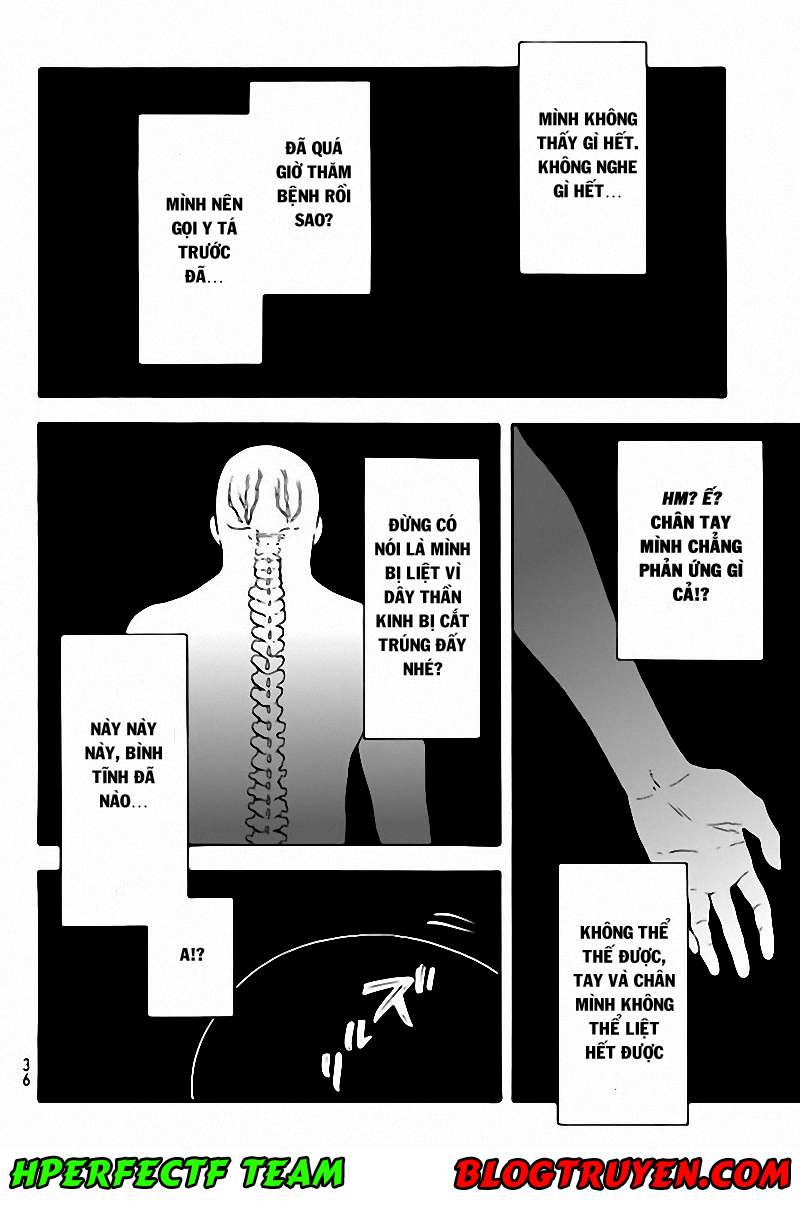 MÌNH KHÔNG
THẤY GÌ HẾT.
KHÔNG NGHE
GÌ HẾT...
ĐÃ QUÁ
GIỜ THĂM
BỆNH RỒI
SAO?
MÌNH NÊN
GỌI Y TÁ
TRƯỚC
ĐÃ...
HM? Ế?
CHÂN TAY
MÌNH CHẲNG
PHẢN ỨNG GÌ
CẢ!?
KHÔNG THỂ
THẾ ĐƯỢC,
TAY VÀ CHÂN
MÌNH KHÔNG
THỂ LIỆT
HẾT ĐƯỢC
ĐỪNG CÓ
NÓI LÀ MÌNH
BỊ LIỆT VÌ
DÂY THẦN
KINH BỊ CẮT
TRÚNG ĐẤY
NHÉ?
NÀY NÀY
NÀY, BÌNH
TĨNH ĐÃ
NÀO...
A!?
ズズ
リリ
36
HPERFECTF TEAM
BLOGTRUYEN.COM